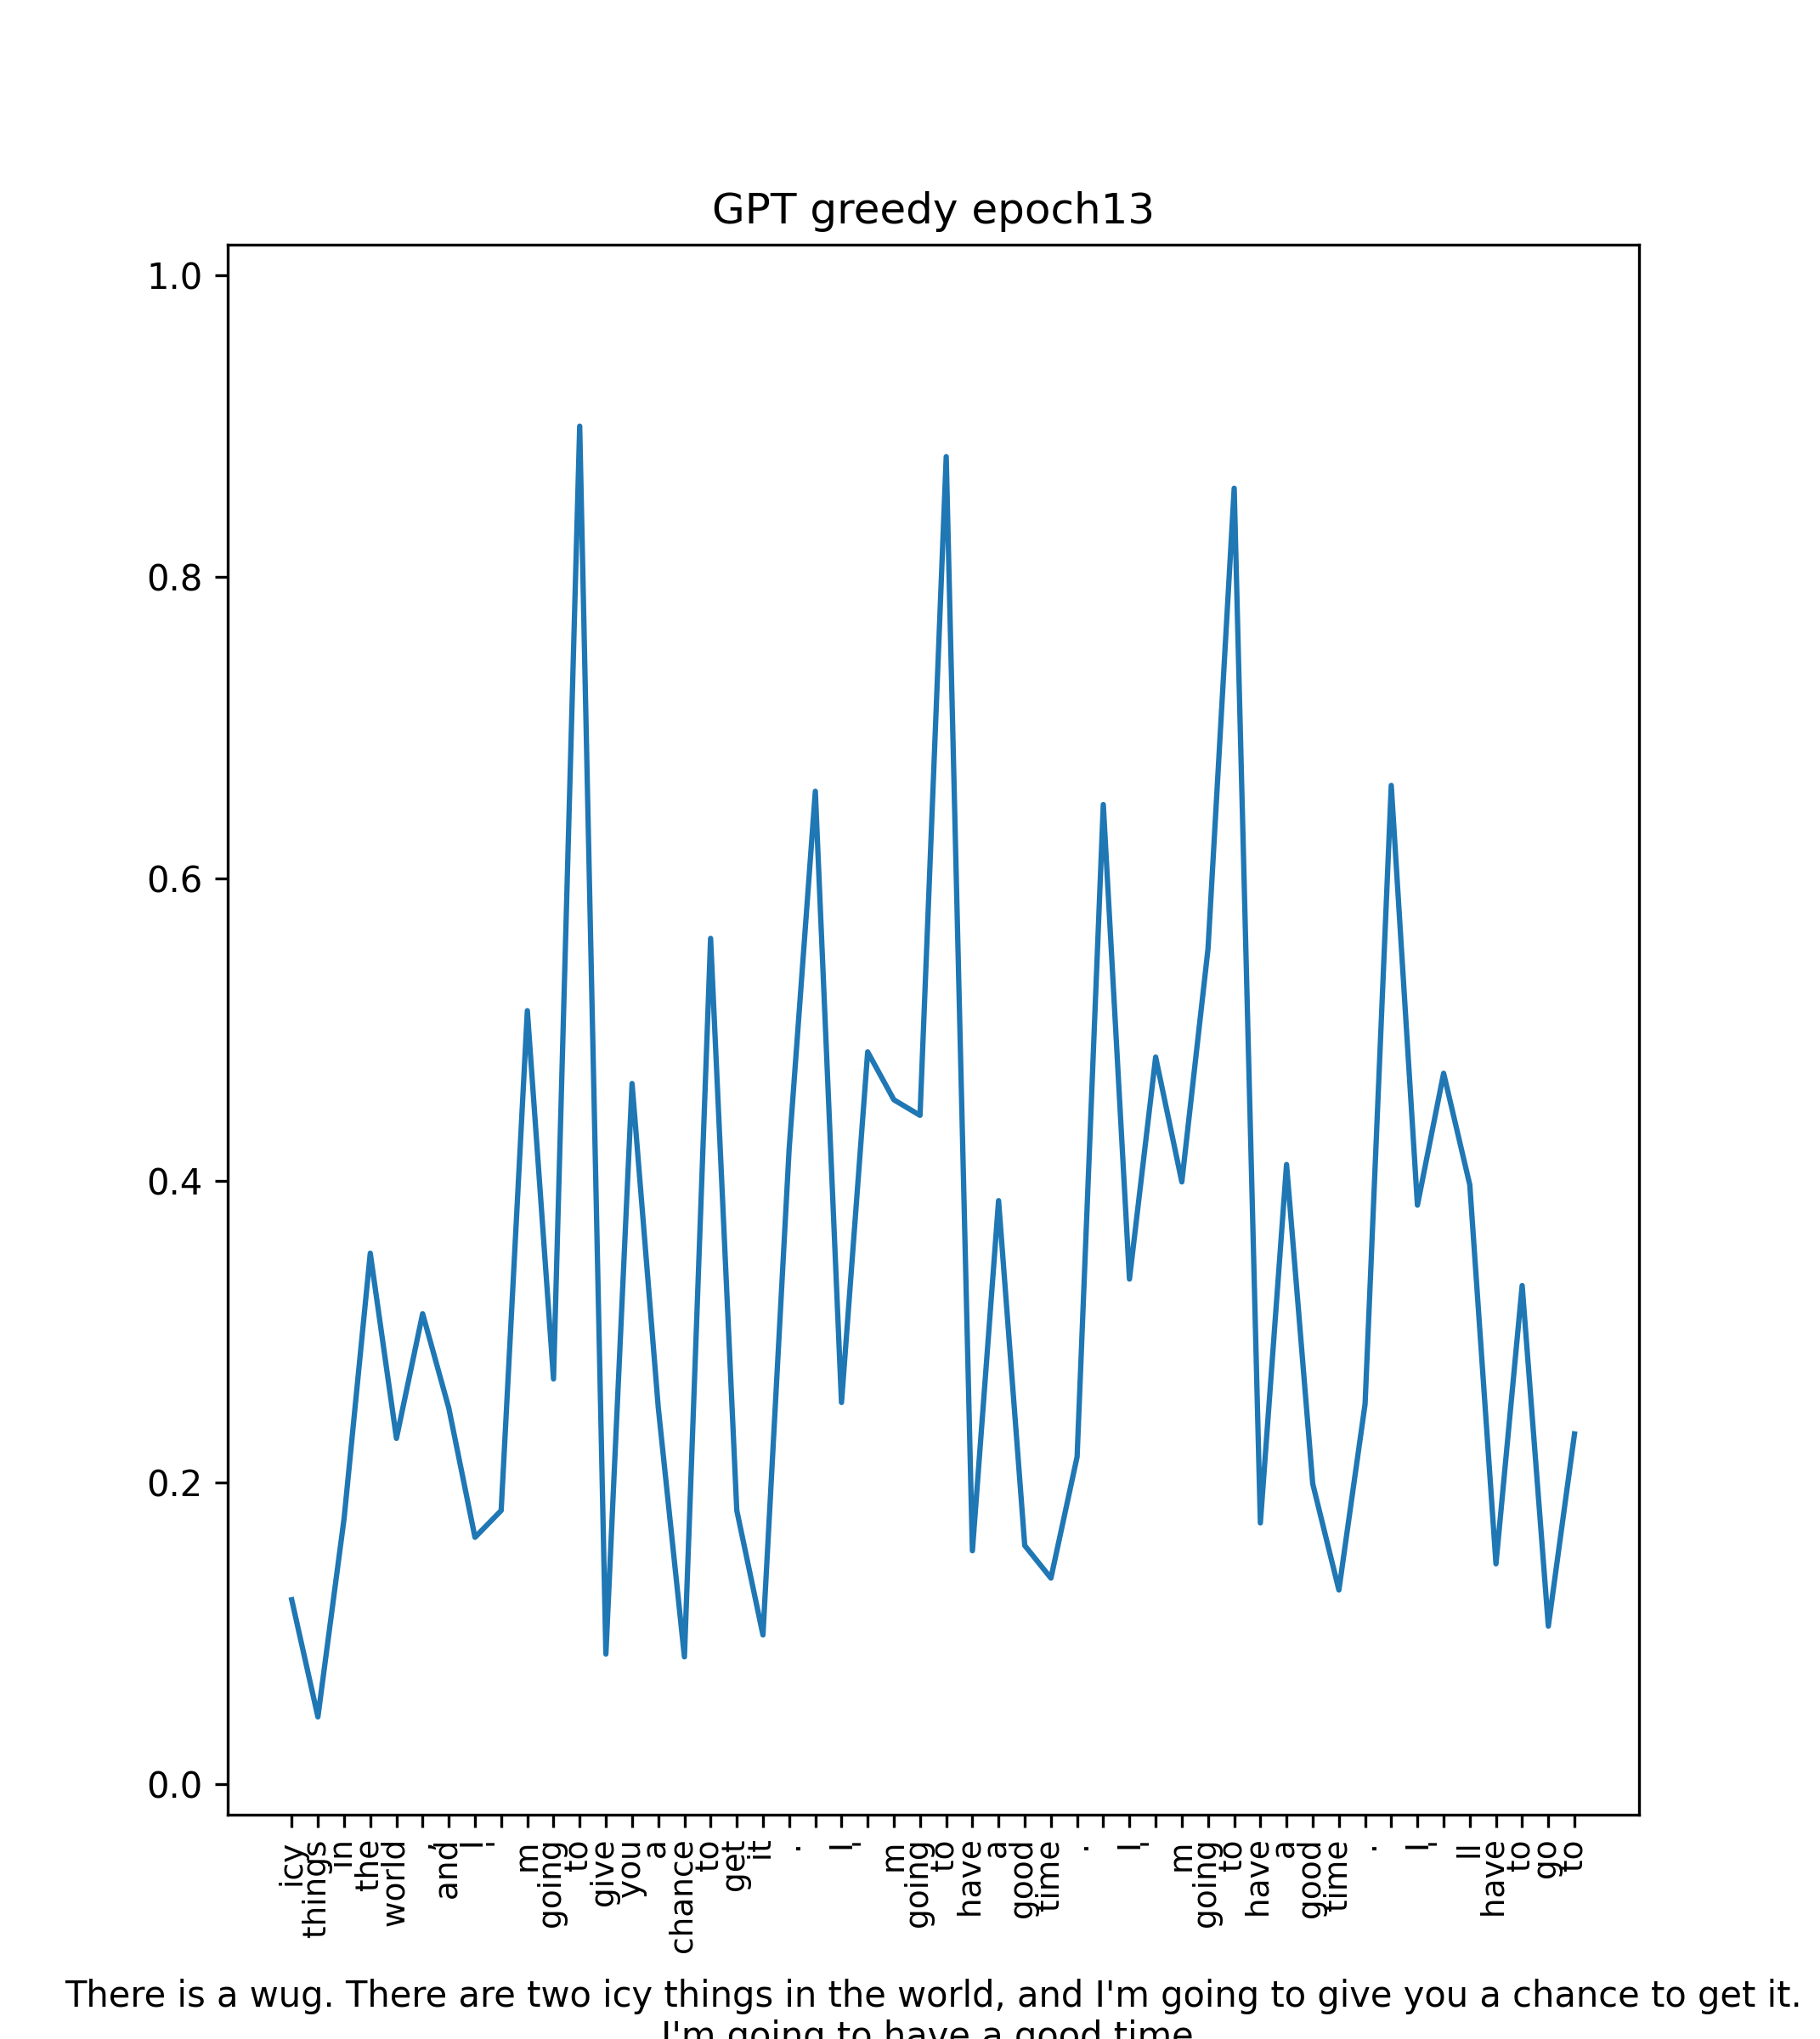 GPT greedy epoch13
1.0
0.8
0.6
0.4
0.2
0.0
icy
things
in
the
world
,
and
I
'
m
going
to
give
you
a
chance
to
get
it
.
I
'
m
going
to
have
a
good
time
.
I
'
m
going
to
have
a
good
time
.
I
'
ll
have
to
go
to
There is a wug. There are two icy things in the world, and I'm going to give you a chance to get it.
I'm going to have a good time